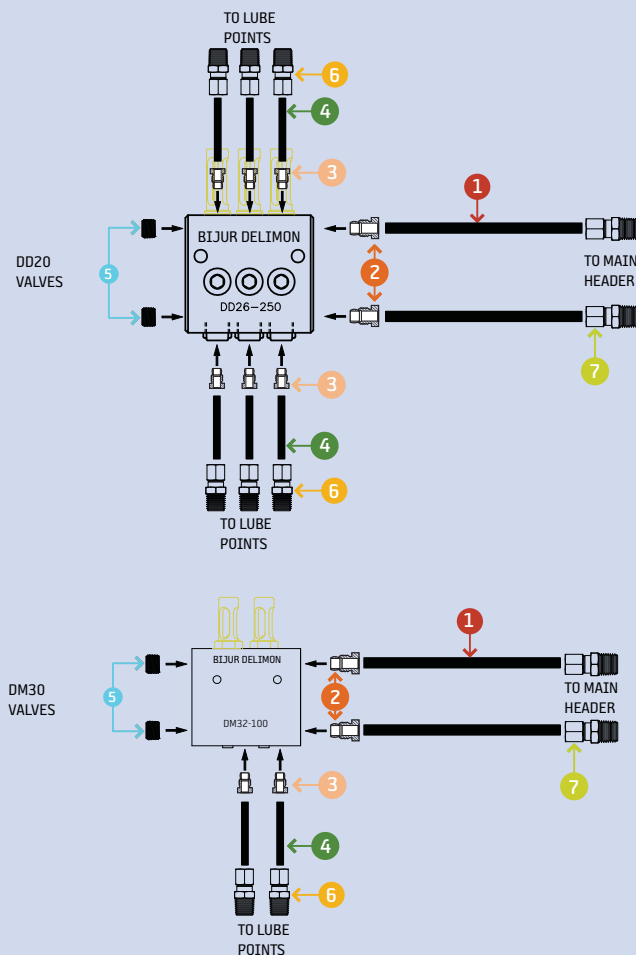 TO LUBE
POINTS
6
4
3
1
BIJUR DELIMON
2
5
DD20
VALVES
TO MAIN
HEADER
DD26-250
7
3
4
6
TO LUBE
POINTS
1
BIJUR DELIMON
2
5
DM30
VALVES
TO MAIN
HEADER
DM32-100
7
3
4
6
TO LUBE
POINTS